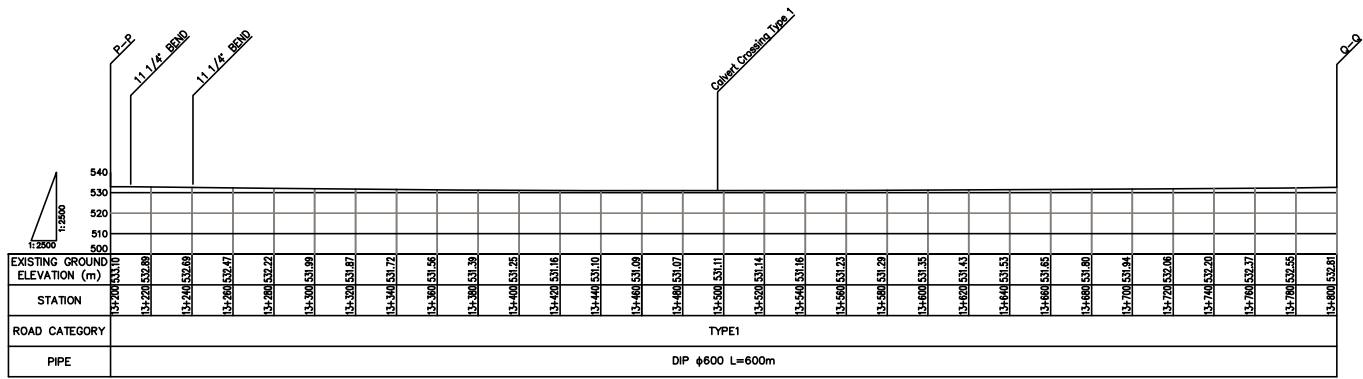 P-P
11 1/4° BEND
11 1/4° BEND
Calvert Crossing Type 1
Q-Q
540
530
520
510
500
1:2500
1:2500
EXISTING GROUND ELEVATION (m)
533.10 532.89 532.69 532.47 532.22 531.99 531.87 531.72 531.56 531.39 531.25 531.16 531.10 531.09 531.07 531.11 531.14 531.16 531.23 531.29 531.35 531.43 531.53 531.65 531.80 531.94 532.06 532.20 532.37 532.55 532.81
STATION
13+200 13+220 13+240 13+260 13+280 13+300 13+320 13+340 13+360 13+380 13+400 13+420 13+440 13+460 13+480 13+500 13+520 13+540 13+560 13+580 13+600 13+620 13+640 13+660 13+680 13+700 13+720 13+740 13+760 13+780 13+800
ROAD CATEGORY
TYPE1
PIPE
DIP ϕ600 L=600m